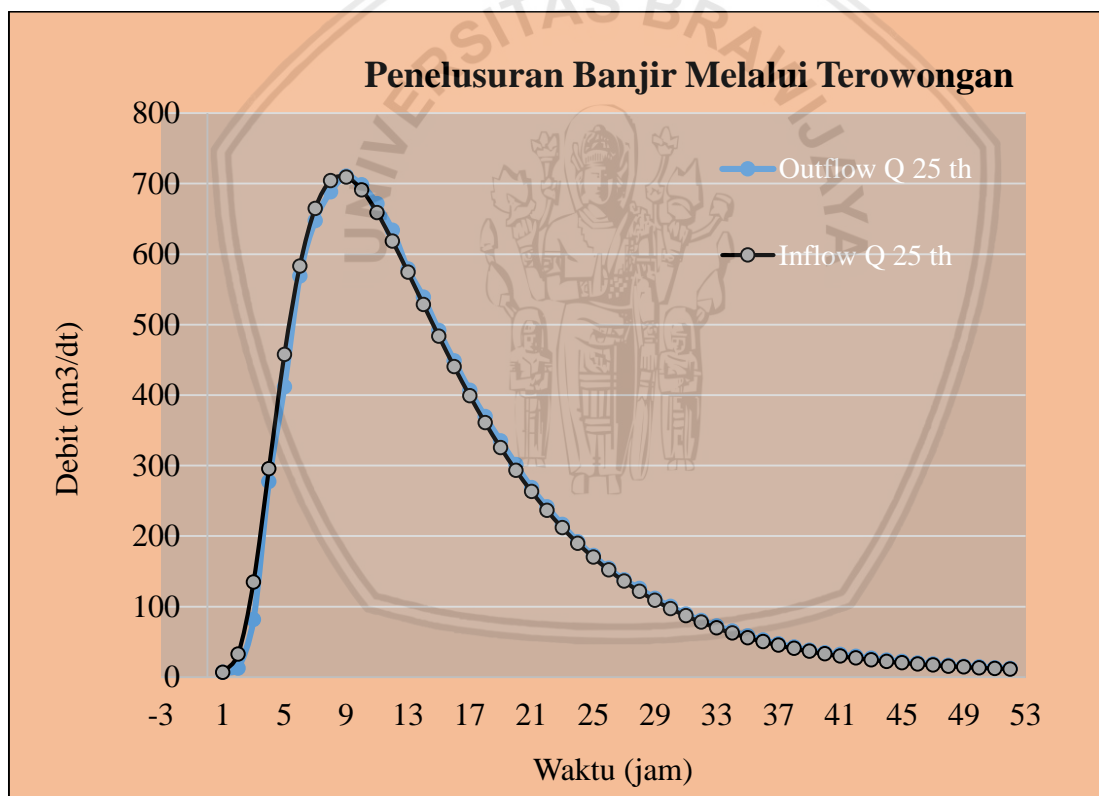 UNIVERSITAS BRAWIJAYA
Penelusuran Banjir Melalui Terowongan
800
700
600
500
400
300
200
100
0
Debit (m3/dt)
Outflow Q 25 th
Inflow Q 25 th
-3 1 5 9 13 17 21 25 29 33 37 41 45 49 53
Waktu (jam)